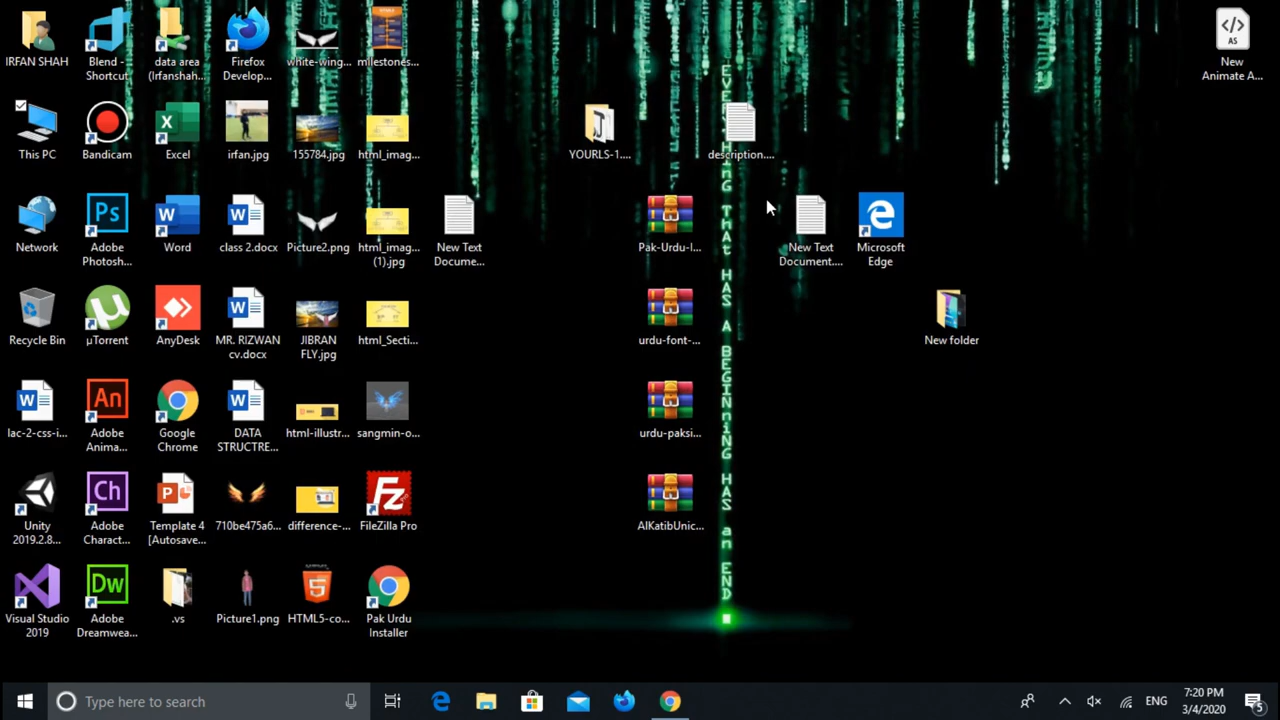 IRFAN SHAH
Blend -
Shortcut
data area
(Irfanshah...
Firefox
Develop...
white-wing...
milestones...
New
Animate A...
This PC
Bandicam
Excel
irfan.jpg
155784.jpg
html_imag...
YOURLS-1....
description....
Network
Adobe
Photosh...
Word
class 2.docx
Picture2.png
html_imag...
(1).jpg
New Text
Docume...
Pak-Urdu-I...
New Text
Document....
Microsoft
Edge
Recycle Bin
µTorrent
AnyDesk
MR. RIZWAN
cv.docx
JIBRAN
FLY.jpg
html_Secti...
urdu-font-...
New folder
lac-2-css-i...
Adobe
Anima...
Google
Chrome
DATA
STRUCTRE...
html-illustr...
sangmin-o...
urdu-paksi...
Unity
2019.2.8...
Adobe
Charact...
Template 4
[Autosave...
710be475a6...
difference-...
FileZilla Pro
AlKatibUnic...
Visual Studio
2019
Adobe
Dreamwea...
.vs
Picture1.png
HTML5-co...
Pak Urdu
Installer
EVERYTHING THAT HAS A BEGINNING HAS an END
Type here to search
ENG
7:20 PM
3/4/2020
5